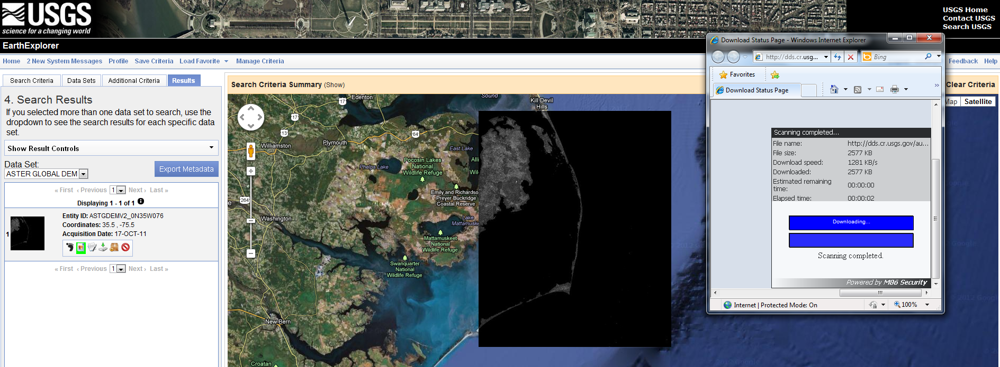 USGS
science for a changing world
USGS Home
Contact USGS
Search USGS
EarthExplorer
Home 2 New System Messages Profile Save Criteria Load Favorite Manage Criteria
Feedback Help
Search Criteria Data Sets Additional Criteria Results
4. Search Results
If you selected more than one data set to search, use the
dropdown to see the search results for each specific data
set.
Show Result Controls
Data Set:
ASTER GLOBAL DEM
Export Metadata
« First ‹ Previous 1 Next › Last »
Displaying 1 - 1 of 1
1
Entity ID: ASTGDEMV2_0N35W076
Coordinates: 35.5 , -75.5
Acquisition Date: 17-OCT-11
« First ‹ Previous 1 Next › Last »
Search Criteria Summary (Show)
Clear Criteria
Map Satellite
Edenton
Sound
Kill Devil
Hills
17
17
13
64
Williamston
Plymouth
East Lake
Phelps Lake
Pocosin Lakes
National
Wildlife Refuge
Alli
Wil
Emily and Richardso
Preyer Buckridge
Coastal Reserve
264
e
Washington
Lake
Mattamuske
Mattamuskeet
National
Wildlife Refuge
Swanquarter
National
Wildlife Refuge
New Bern
Croatan
Download Status Page - Windows Internet Explorer
http://dds.cr.usg...
Bing
Favorites
Download Status Page
Scanning completed...
File name: http://dds.cr.usgs.gov/au...
File size: 2577 KB
Download speed: 1281 KB/s
Downloaded: 2577 KB
Estimated remaining
time: 00:00:00
Elapsed time: 00:00:02
Downloading...
Scanning completed.
Powered by M86 Security
Internet | Protected Mode: On
100%